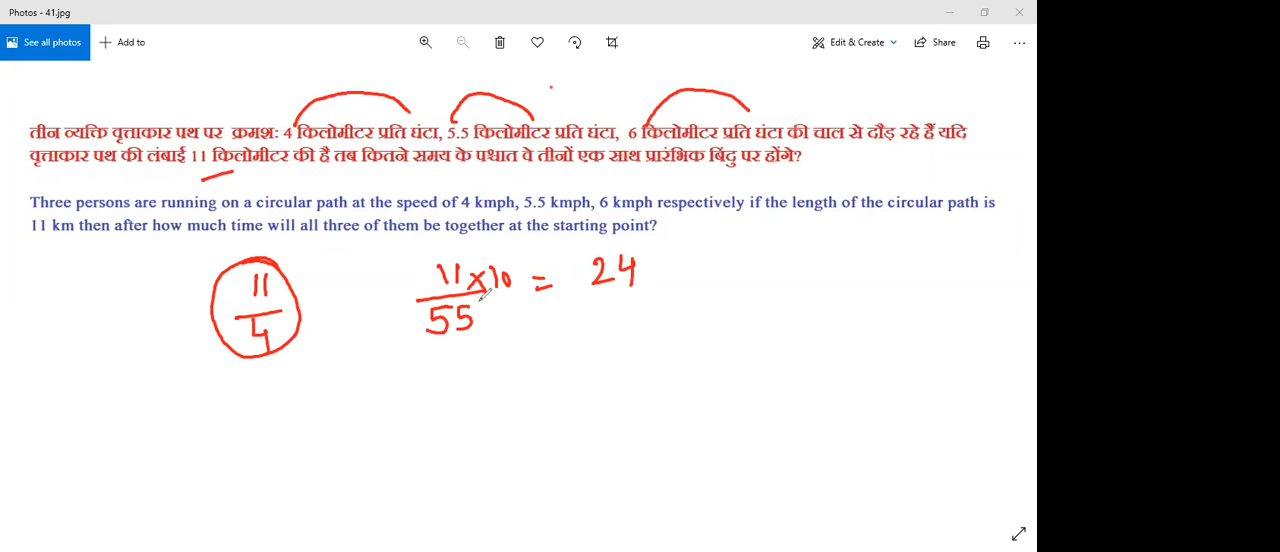 Photos - 41.jpg
See all photos + Add to Edit & Create Share
तीन व्यक्ति वृत्ताकार पथ पर क्रमशः 4 किलोमीटर प्रति घंटा, 5.5 किलोमीटर प्रति घंटा, 6 किलोमीटर प्रति घंटा की चाल से दौड़ रहे हैं यदि
वृत्ताकार पथ की लंबाई 11 किलोमीटर की है तब कितने समय के पश्चात वे तीनों एक साथ प्रारंभिक बिंदु पर होंगे?
Three persons are running on a circular path at the speed of 4 kmph, 5.5 kmph, 6 kmph respectively if the length of the circular path is
11 km then after how much time will all three of them be together at the starting point?
11 11×10 = 24
4 55